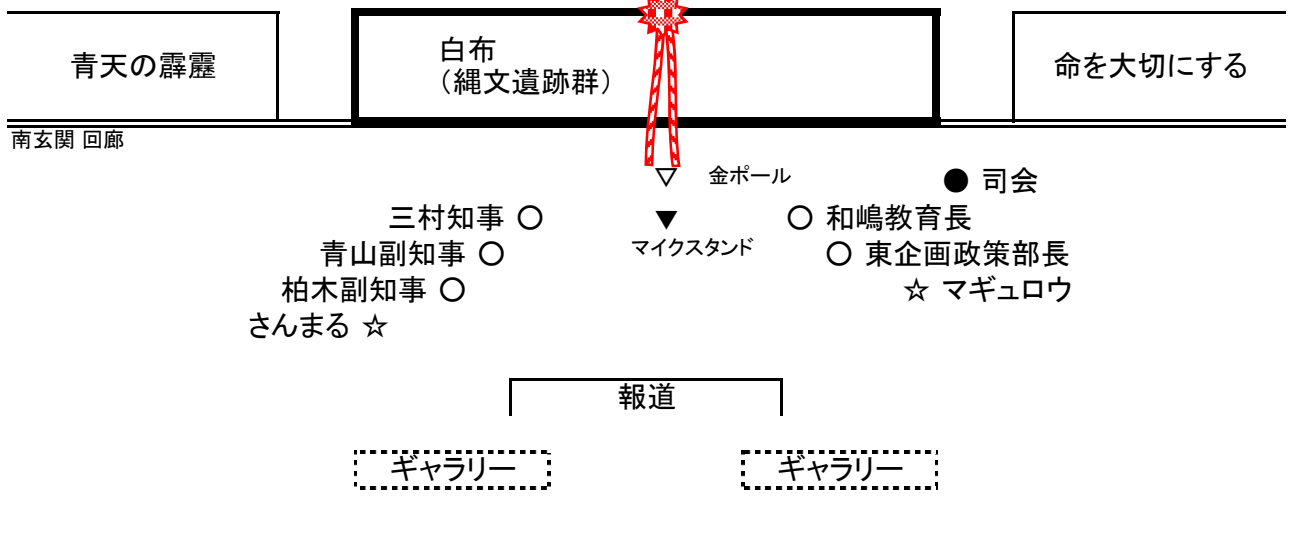 青天の霹靂
白布
（縄文遺跡群）
命を大切にする
南玄関 回廊
▽ 金ポール
● 司会
三村知事 ○
▼
○ 和嶋教育長
マイクスタンド
青山副知事 ○
○ 東企画政策部長
柏木副知事 ○
☆ マギュロウ
さんまる ☆
報道
ギャラリー
ギャラリー